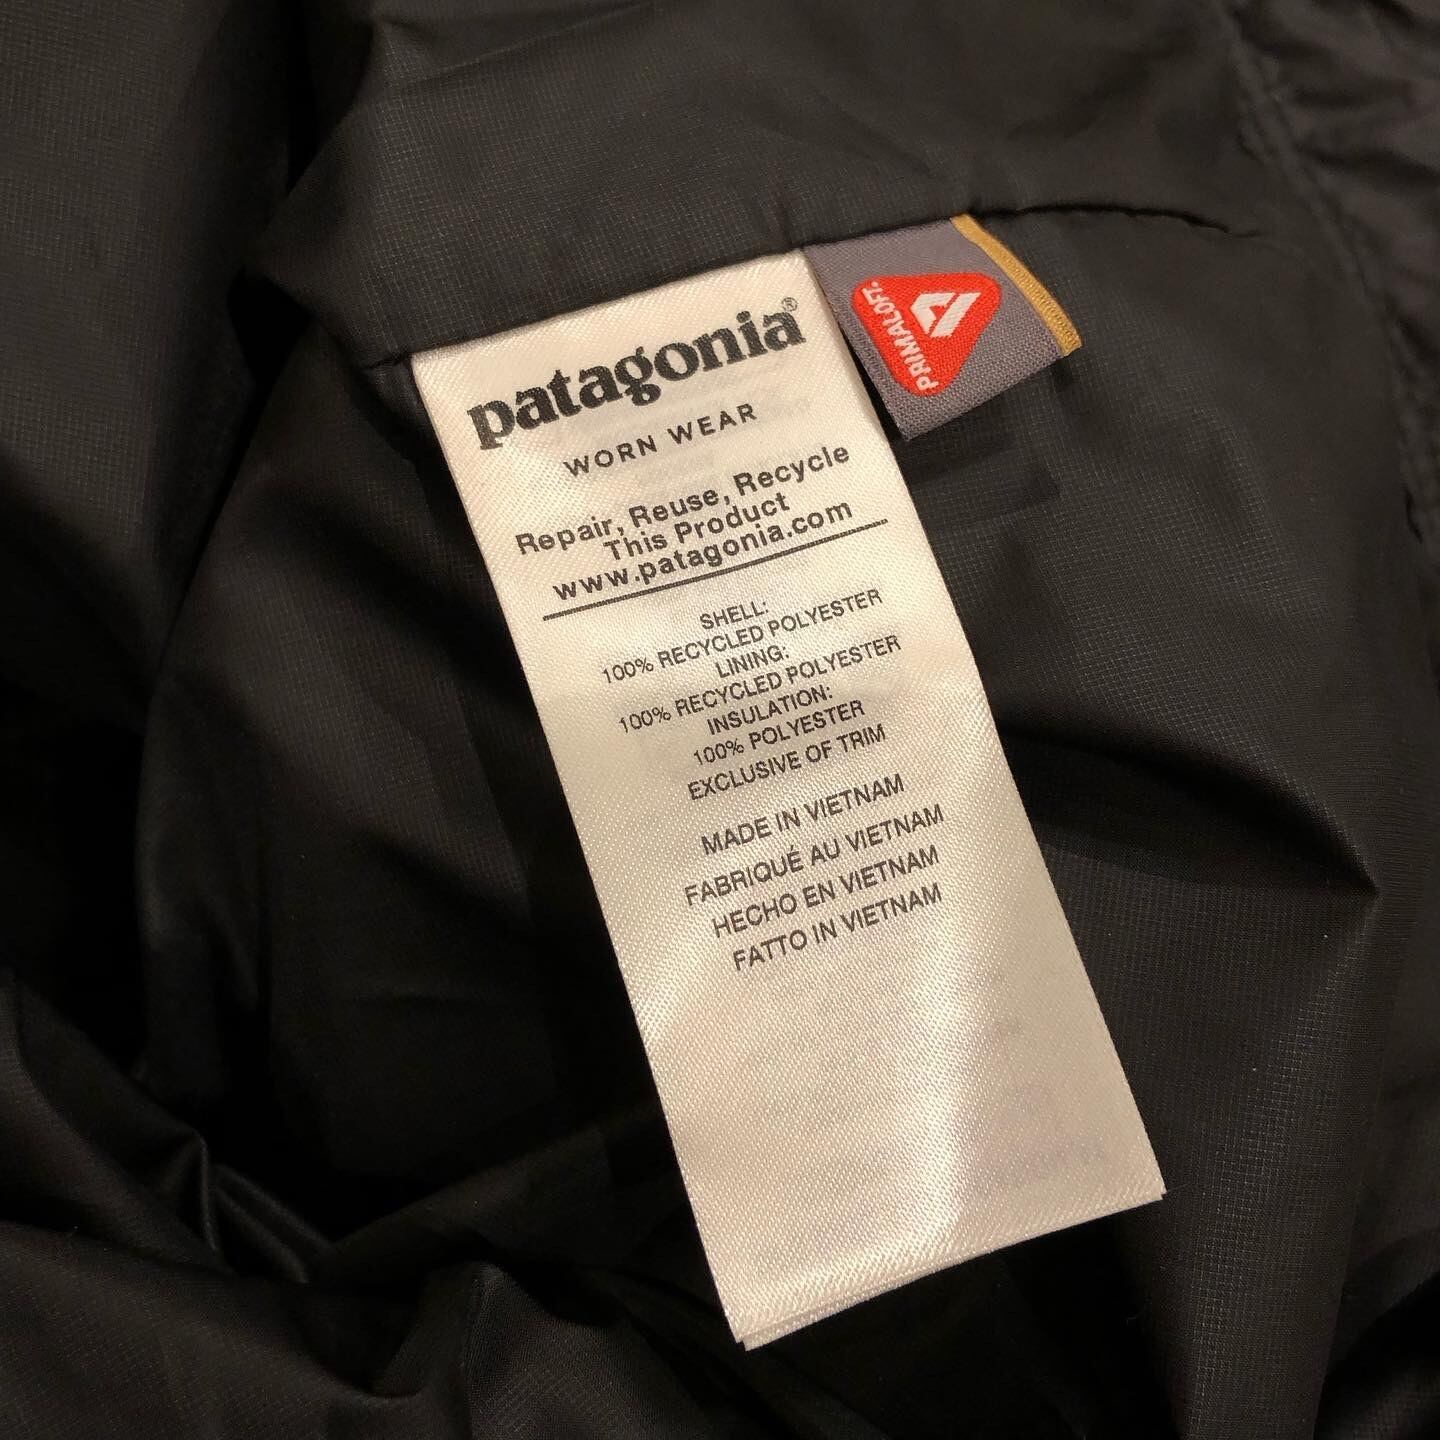 patagonia®
WORN WEAR
Repair, Reuse, Recycle
This Product
www.patagonia.com
SHELL:
100% RECYCLED POLYESTER
LINING:
100% RECYCLED POLYESTER
INSULATION:
100% POLYESTER
EXCLUSIVE OF TRIM
MADE IN VIETNAM
FABRIQUÉ AU VIETNAM
HECHO EN VIETNAM
FATTO IN VIETNAM
PRIMALOFT.